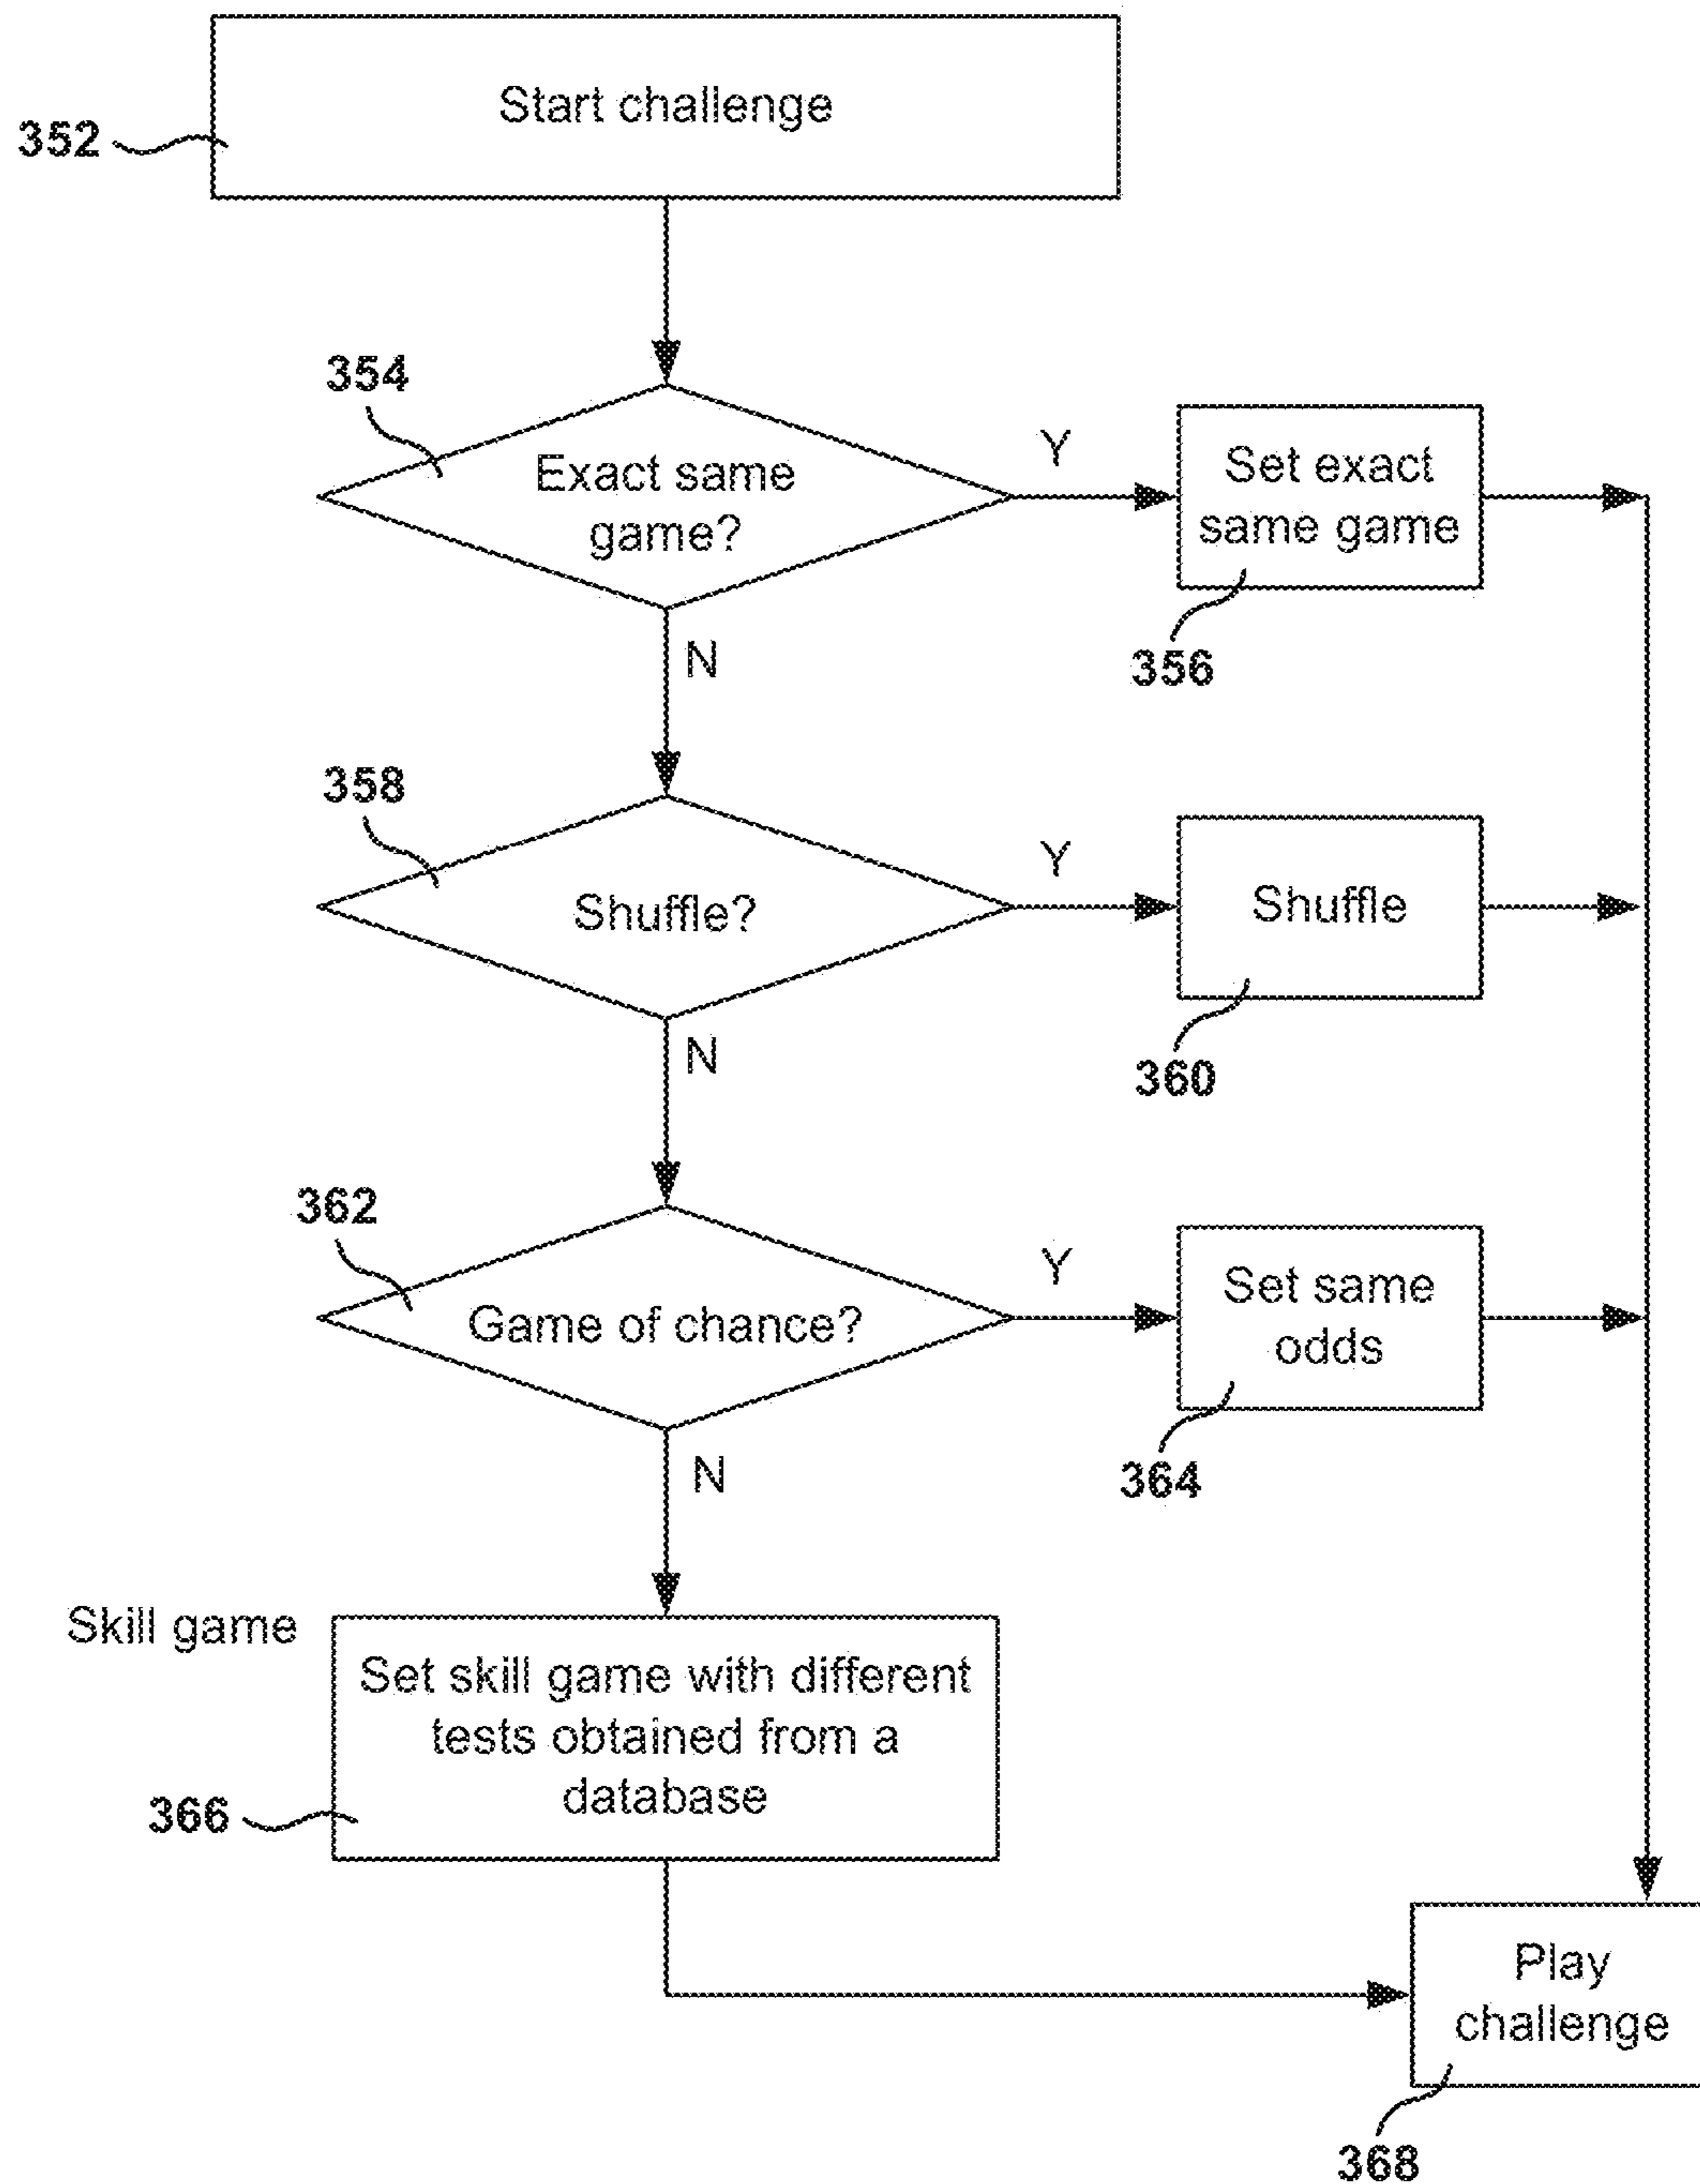 Start challenge
352
354
Exact same
game?
Y
Set exact
same game
356
N
358
Shuffle?
Y
Shuffle
360
N
362
Game of chance?
Y
Set same
odds
364
N
Skill game
Set skill game with different
tests obtained from a
database
366
Play
challenge
368